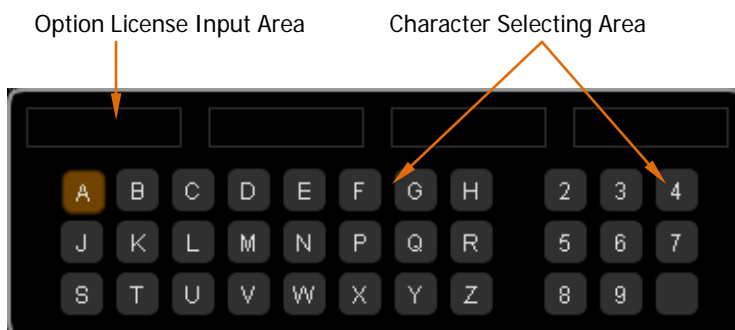 Option License Input Area Character Selecting Area
A B C D E F G H 2 3 4
J K L M N P Q R 5 6 7
S T U V W X Y Z 8 9